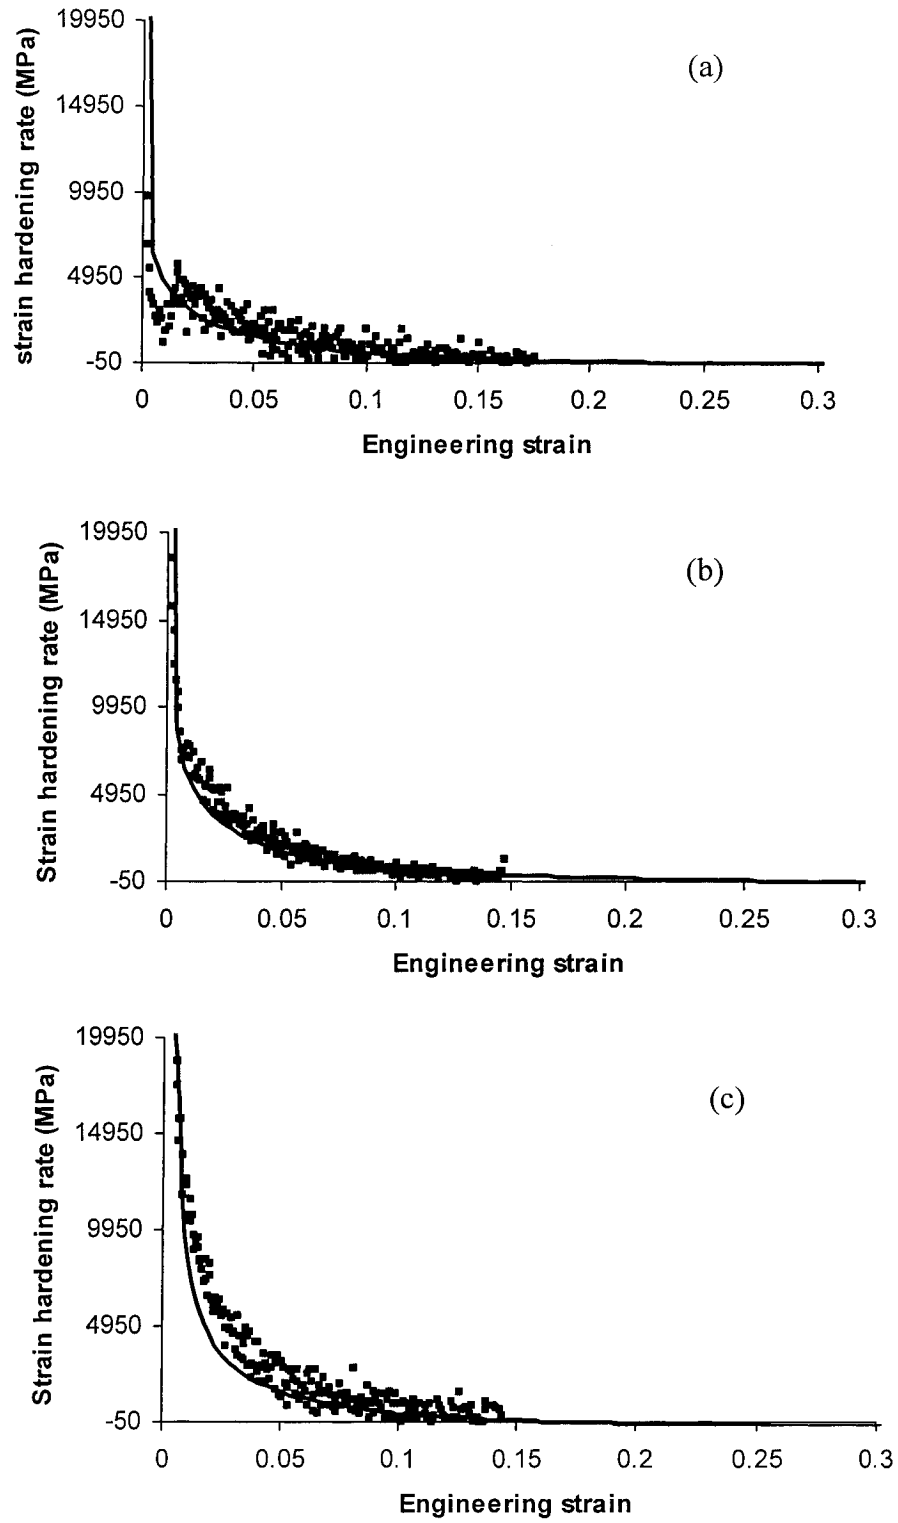 19950
(a)
14950
9950
4950
-50
strain hardening rate (MPa)
0 0.05 0.1 0.15 0.2 0.25 0.3
Engineering strain
19950
(b)
14950
9950
4950
-50
Strain hardening rate (MPa)
0 0.05 0.1 0.15 0.2 0.25 0.3
Engineering strain
19950
(c)
14950
9950
4950
-50
Strain hardening rate (MPa)
0 0.05 0.1 0.15 0.2 0.25 0.3
Engineering strain